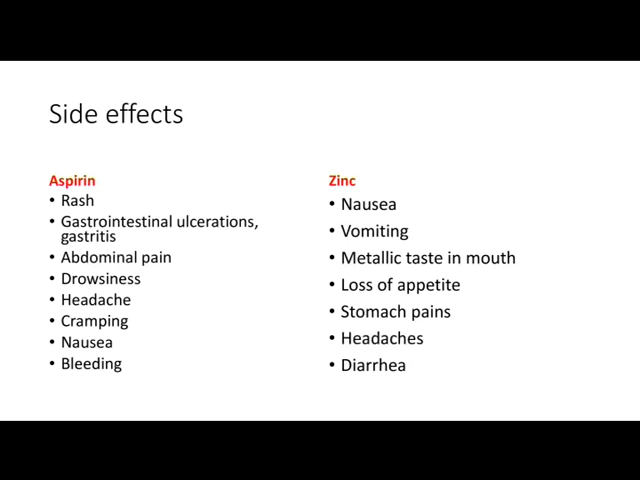 Side effects
Aspirin
• Rash
• Gastrointestinal ulcerations,
gastritis
• Abdominal pain
• Drowsiness
• Headache
• Cramping
• Nausea
• Bleeding
Zinc
• Nausea
• Vomiting
• Metallic taste in mouth
• Loss of appetite
• Stomach pains
• Headaches
• Diarrhea